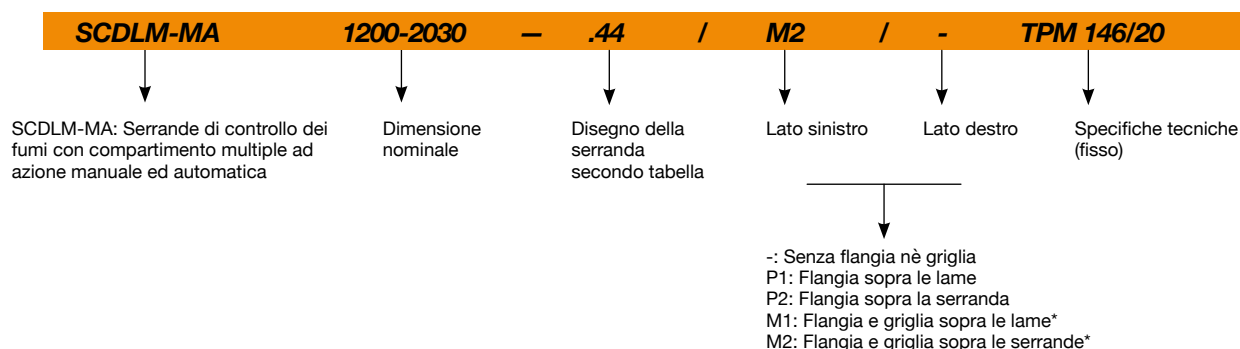 SCDLM-MA 1200-2030 — .44 / M2 / - TPM 146/20
SCDLM-MA: Serrande di controllo dei
fumi con compartimento multiple ad
azione manuale ed automatica
Dimensione
nominale
Disegno della
serranda
secondo tabella
Lato sinistro
Lato destro
Specifiche tecniche
(fisso)
-: Senza flangia nè griglia
P1: Flangia sopra le lame
P2: Flangia sopra la serranda
M1: Flangia e griglia sopra le lame*
M2: Flangia e griglia sopra le serrande*